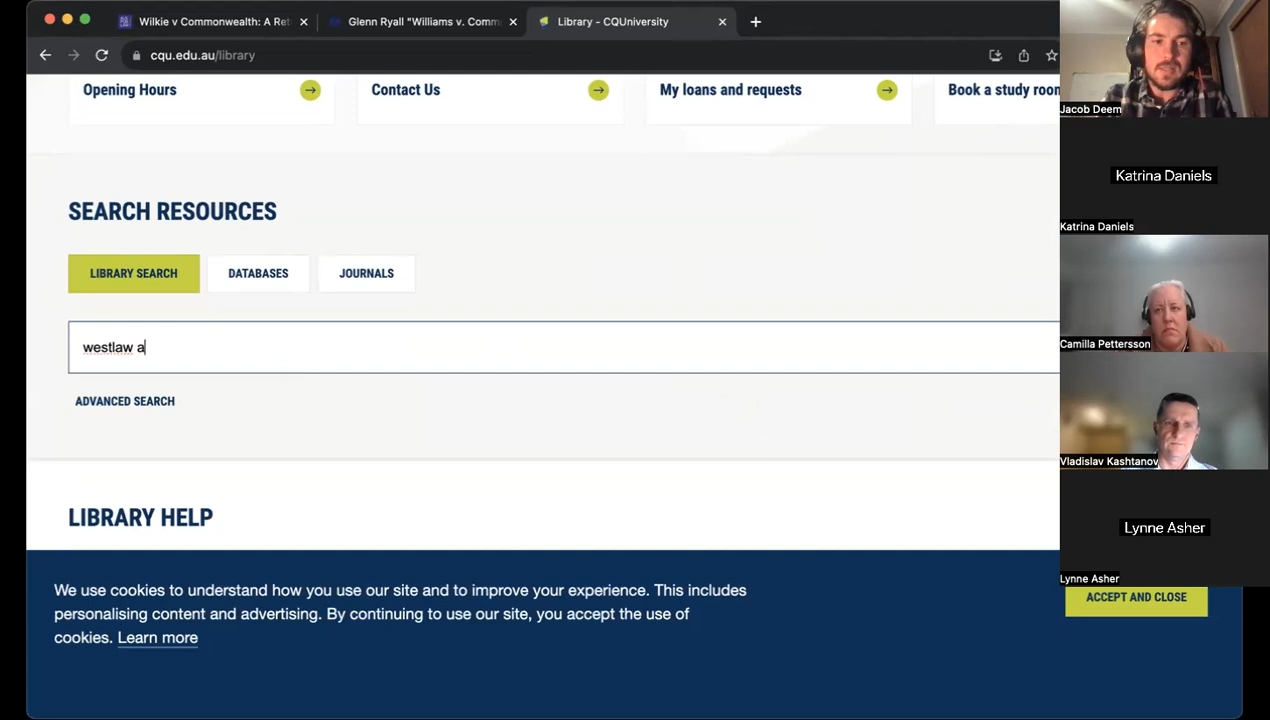 Wilkie v Commonwealth: A Ret
Glenn Ryall "Williams v. Comm
Library - CQUniversity
cqu.edu.au/library
Opening Hours
Contact Us
My loans and requests
Book a study room
SEARCH RESOURCES
LIBRARY SEARCH
DATABASES
JOURNALS
westlaw a
ADVANCED SEARCH
LIBRARY HELP
We use cookies to understand how you use our site and to improve your experience. This includes
personalising content and advertising. By continuing to use our site, you accept the use of
cookies. Learn more
ACCEPT AND CLOSE
Jacob Deem
Katrina Daniels
Katrina Daniels
Camilla Pettersson
Vladislav Kashtanov
Lynne Asher
Lynne Asher